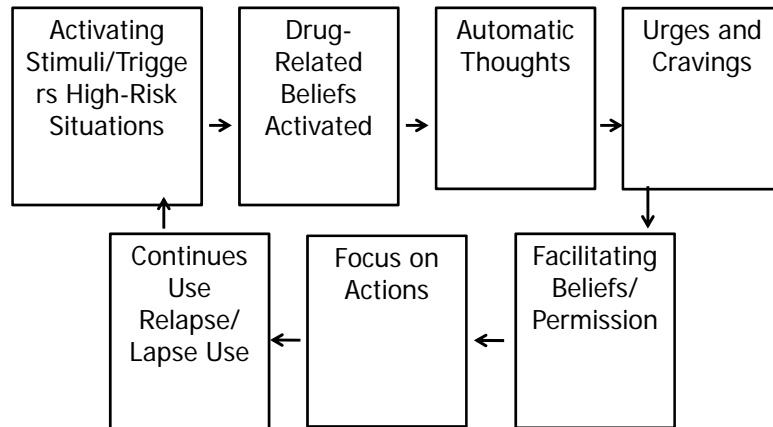 Activating
Stimuli/Trigge
rs High-Risk
Situations
Drug-
Related
Beliefs
Activated
Automatic
Thoughts
Urges and
Cravings
Continues
Use
Relapse/
Lapse Use
Focus on
Actions
Facilitating
Beliefs/
Permission